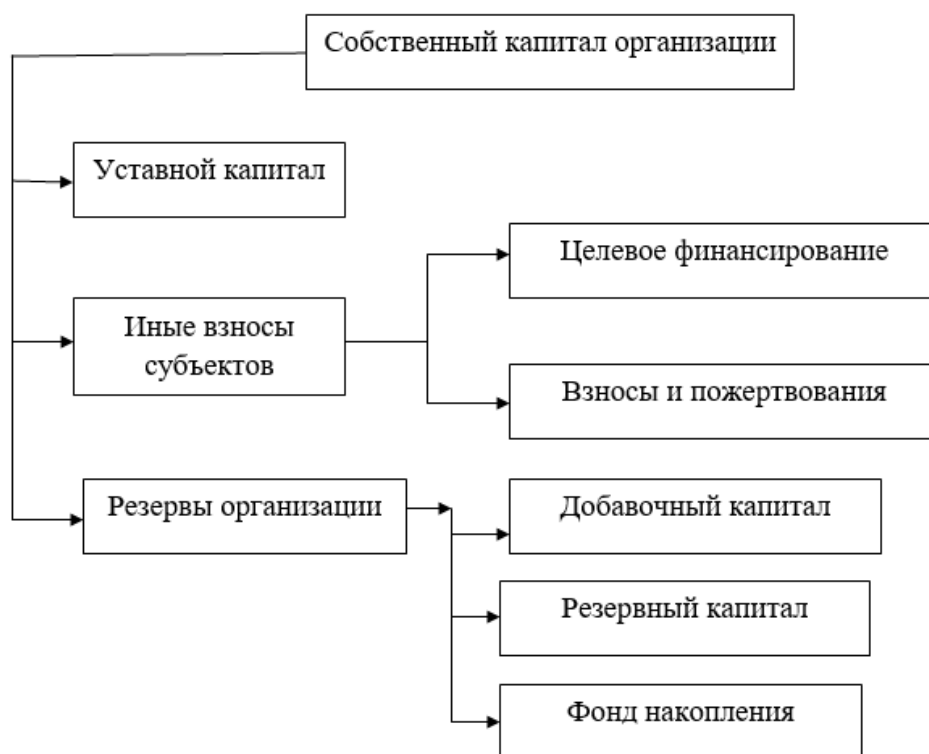 Собственный капитал организации
Уставной капитал
Иные взносы
субъектов
Целевое финансирование
Взносы и пожертвования
Резервы организации
Добавочный капитал
Резервный капитал
Фонд накопления